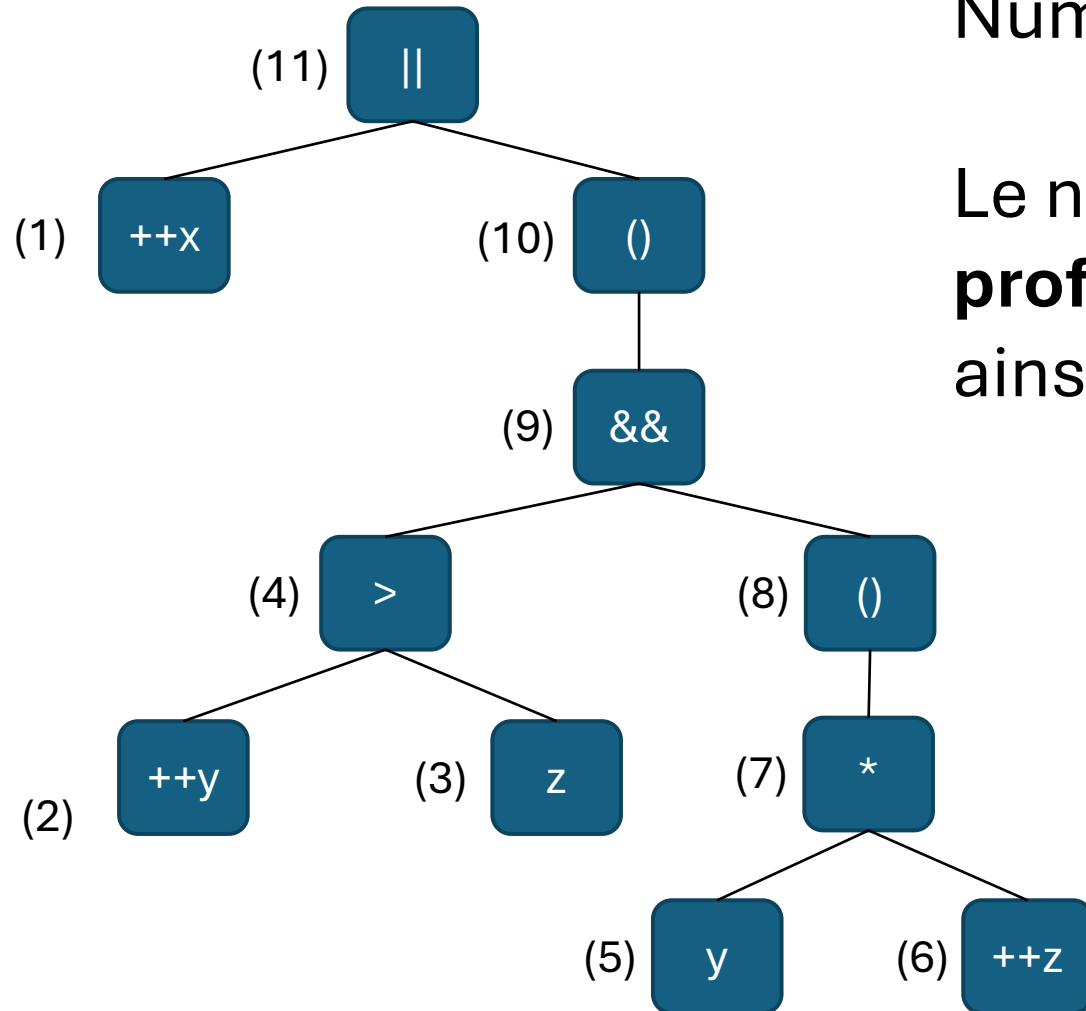 Num
(11) ||
Le n
(1) ++x
(10) ()
prof
ains
(9) &&
(4) >
(8) ()
(2) ++y
(3) z
(7) *
(5) y
(6) ++z